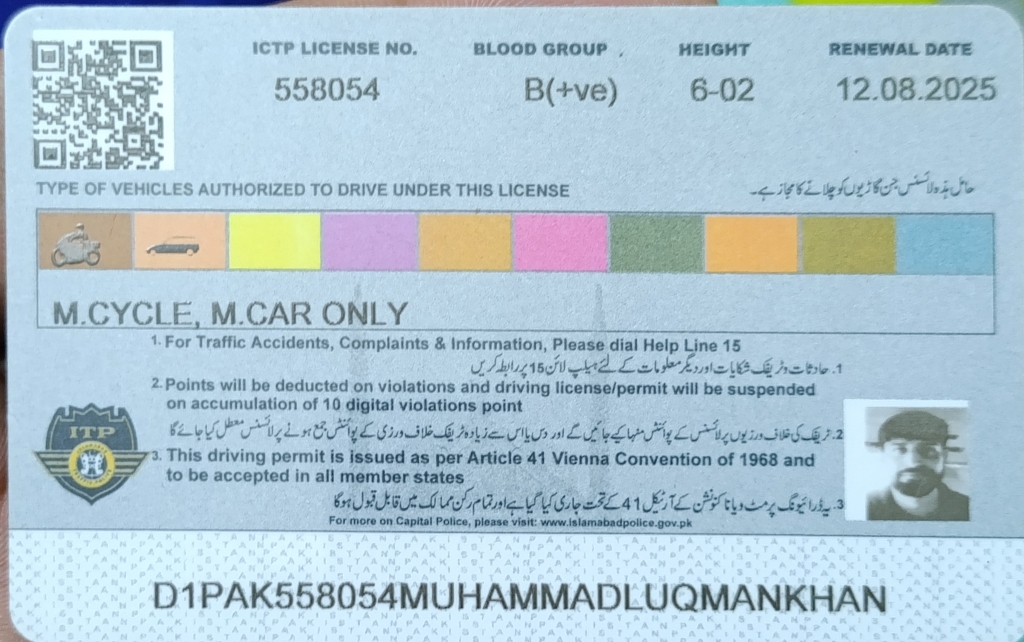 ICTP LICENSE NO. BLOOD GROUP . HEIGHT RENEWAL DATE
558054 B(+ve) 6-02 12.08.2025
TYPE OF VEHICLES AUTHORIZED TO DRIVE UNDER THIS LICENSE حامل ہٰذہ لائسنس جن گاڑیوں کو چلانے کا مجاز ہے۔
M.CYCLE, M.CAR ONLY
1. For Traffic Accidents, Complaints & Information, Please dial Help Line 15
1. حادثات و ٹریفک شکایات اور دیگر معلومات کے لئے ہیلپ لائن 15 پر رابطہ کریں
2. Points will be deducted on violations and driving license/permit will be suspended
on accumulation of 10 digital violations point
2. ٹریفک کی خلاف ورزیوں پر لائسنس کے پوائنٹس منہا کیے جائیں گے اور دس یا اس سے زیادہ ٹریفک خلاف ورزی کے پوائنٹس جمع ہونے پر لائسنس معطل کیا جائے گا
ITP
3. This driving permit is issued as per Article 41 Vienna Convention of 1968 and
to be accepted in all member states
3. یہ ڈرائیونگ پرمٹ ویانا کنونشن کے آرٹیکل 41 کے تحت جاری کیا گیا ہے اور تمام رکن ممالک میں قابل قبول ہوگا
For more on Capital Police, please visit: www.islamabadpolice.gov.pk
D1PAK558054MUHAMMADLUQMANKHAN